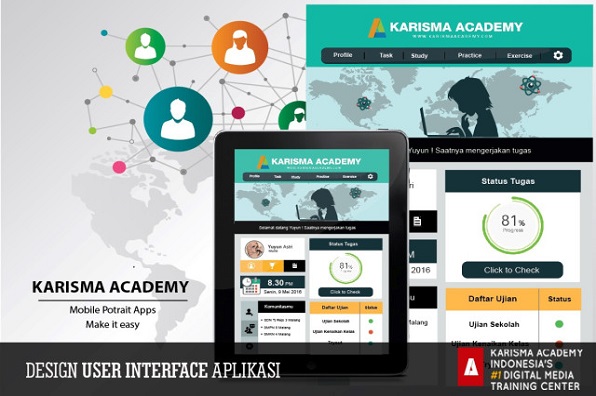 KARISMA ACADEMY
WWW.KARISMAACADEMY.COM
Profile Task Study Practice Exercise
Yuyun ! Saatnya mengerjakan tugas
Status Tugas
81%
Progress
Click to Check
Daftar Ujian Status
Ujian Sekolah
Ujian Kenaikan Kelas
2016
Malang
Malang
KARISMA ACADEMY
Profile Task Study Practice Exercise
Selamat datang Yuyun ! Saatnya mengerjakan tugas
Yuyun Asri
8.30 PM
Senin, 9 Mei 2016
Status Tugas
81%
Progress
Click to Check
Daftar Ujian Status
Ujian Sekolah
Ujian Kenaikan Kelas
KARISMA ACADEMY
Mobile Potrait Apps
Make it easy
DESIGN USER INTERFACE APLIKASI
KARISMA ACADEMY
INDONESIA'S
#1 DIGITAL MEDIA
TRAINING CENTER